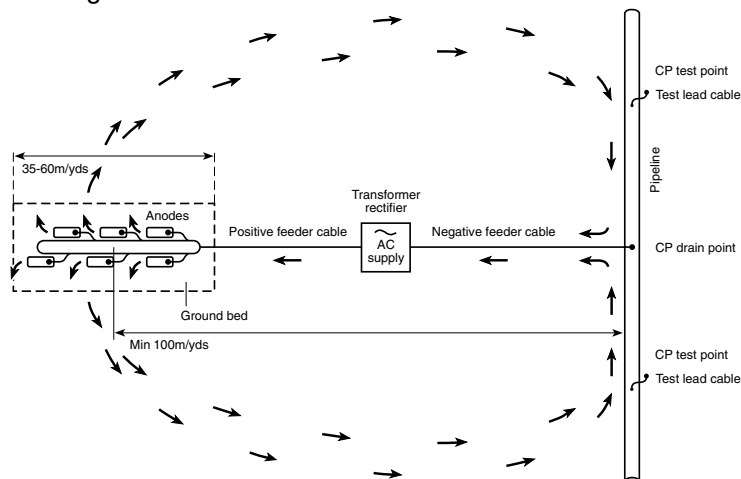 CP test point
Test lead cable
35-60m/yds
Pipeline
Transformer
rectifier
Anodes
Positive feeder cable
AC
supply
Negative feeder cable
CP drain point
Ground bed
Min 100m/yds
CP test point
Test lead cable